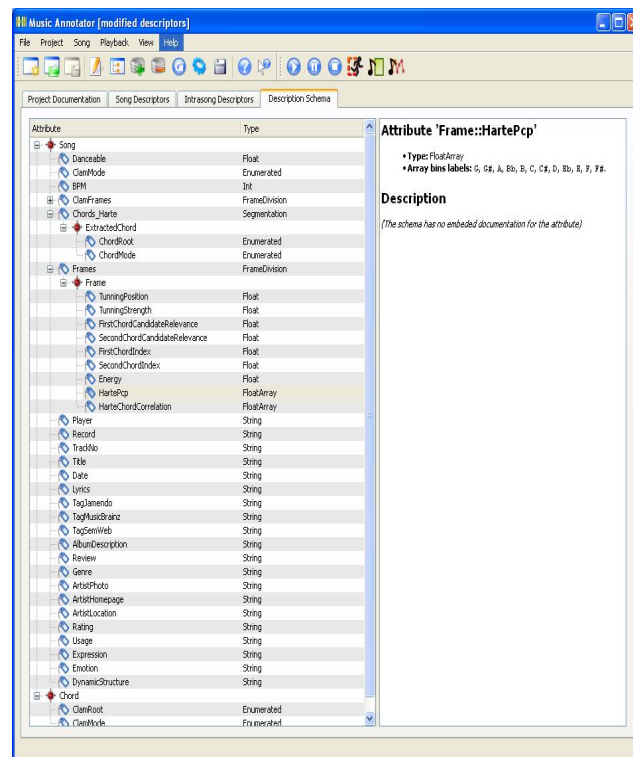 Music Annotator [modified descriptors]
File Project Song Playback View Help
Project Documentation Song Descriptors Intrasong Descriptors Description Schema
Attribute Type
Song
Danceable Float
ClamMode Enumerated
BPM Int
ClamFrames FrameDivision
Chords_Harte Segmentation
ExtractedChord
ChordRoot Enumerated
ChordMode Enumerated
Frames FrameDivision
Frame
TunningPosition Float
TunningStrength Float
FirstChordCandidateRelevance Float
SecondChordCandidateRelevance Float
FirstChordIndex Float
SecondChordIndex Float
Energy Float
HartePcp FloatArray
HarteChordCorrelation FloatArray
Player String
Record String
TrackNo String
Title String
Date String
Lyrics String
TagJamendo String
TagMusicBrainz String
TagSemWeb String
AlbumDescription String
Review String
Genre String
ArtistPhoto String
ArtistHomepage String
ArtistLocation String
Rating String
Usage String
Expression String
Emotion String
DynamicStructure String
Chord
ClamRoot Enumerated
ClamMode Enumerated
Attribute 'Frame::HartePcp'
• Type: FloatArray
• Array bins labels: G, G#, A, Bb, B, C, C#, D, Eb, E, F, F#.
Description
(The schema has no embeded documentation for the attribute)